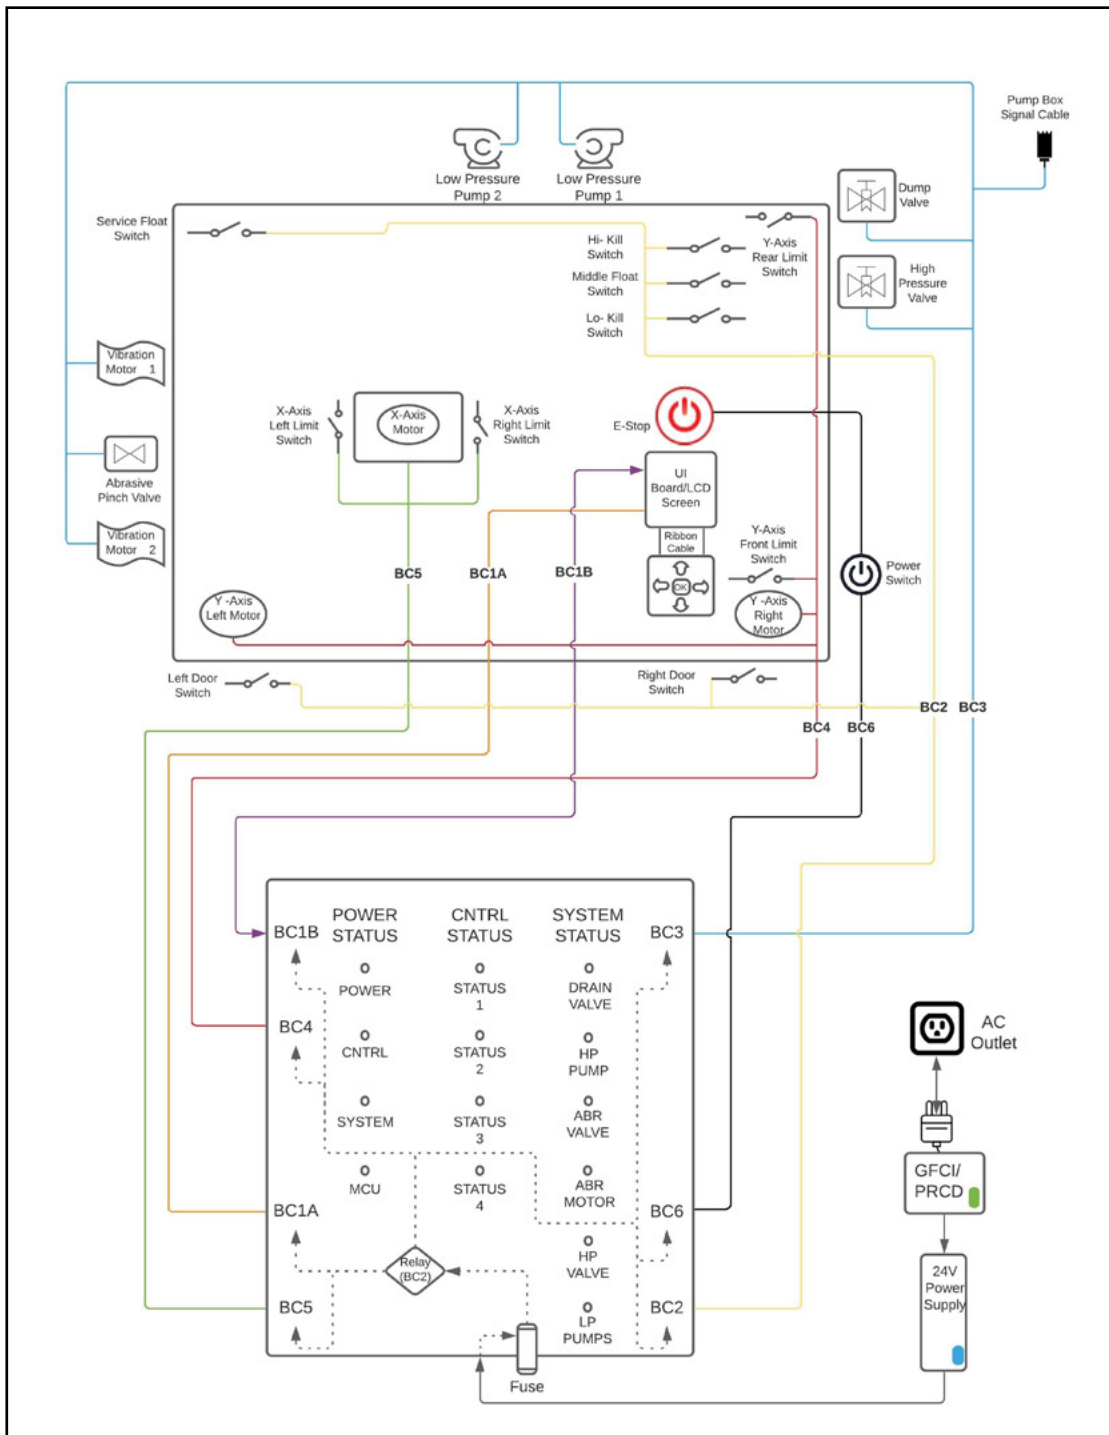 Pump Box
Signal Cable
Low Pressure
Pump 2
Low Pressure
Pump 1
Dump
Valve
Service Float
Switch
Hi- Kill
Switch
Y-Axis
Rear Limit
Switch
Middle Float
Switch
High
Pressure
Valve
Lo- Kill
Switch
Vibration
Motor 1
X-Axis
Left Limit
Switch
X-Axis
Motor
X-Axis
Right Limit
Switch
E-Stop
Abrasive
Pinch Valve
UI
Board/LCD
Screen
Vibration
Motor 2
Ribbon
Cable
Y-Axis
Front Limit
Switch
BC5
BC1A
BC1B
OK
Power
Switch
Y -Axis
Left Motor
Y -Axis
Right
Motor
Left Door
Switch
Right Door
Switch
BC4
BC6
BC2
BC3
POWER
STATUS
CNTRL
STATUS
SYSTEM
STATUS
BC1B
BC3
POWER
STATUS
1
DRAIN
VALVE
BC4
CNTRL
STATUS
2
HP
PUMP
AC
Outlet
SYSTEM
STATUS
3
ABR
VALVE
MCU
STATUS
4
ABR
MOTOR
GFCI/
PRCD
BC1A
BC6
Relay
(BC2)
HP
VALVE
24V
Power
Supply
BC5
LP
PUMPS
BC2
Fuse